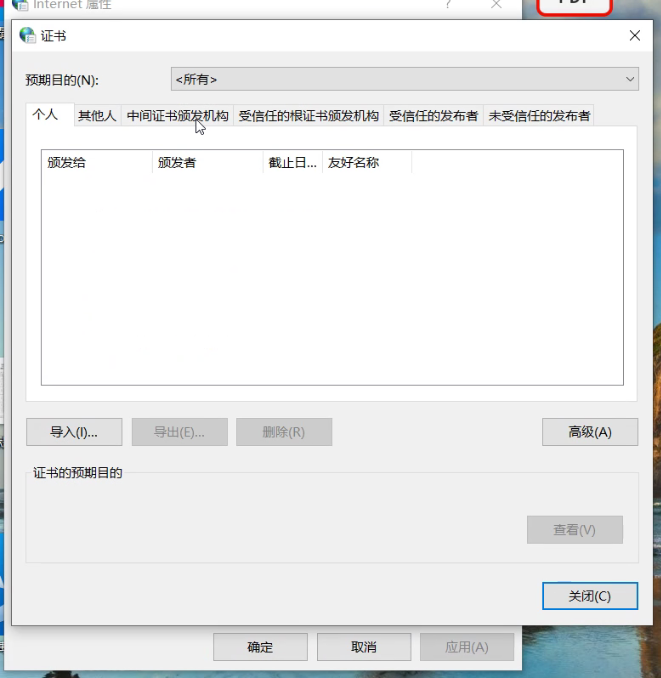 Internet 属性
证书
预期目的(N):
<所有>
个人 其他人 中间证书颁发机构 受信任的根证书颁发机构 受信任的发布者 未受信任的发布者
颁发给 颁发者 截止日... 友好名称
导入(I)... 导出(E)... 删除(R) 高级(A)
证书的预期目的
查看(V)
关闭(C)
确定 取消 应用(A)